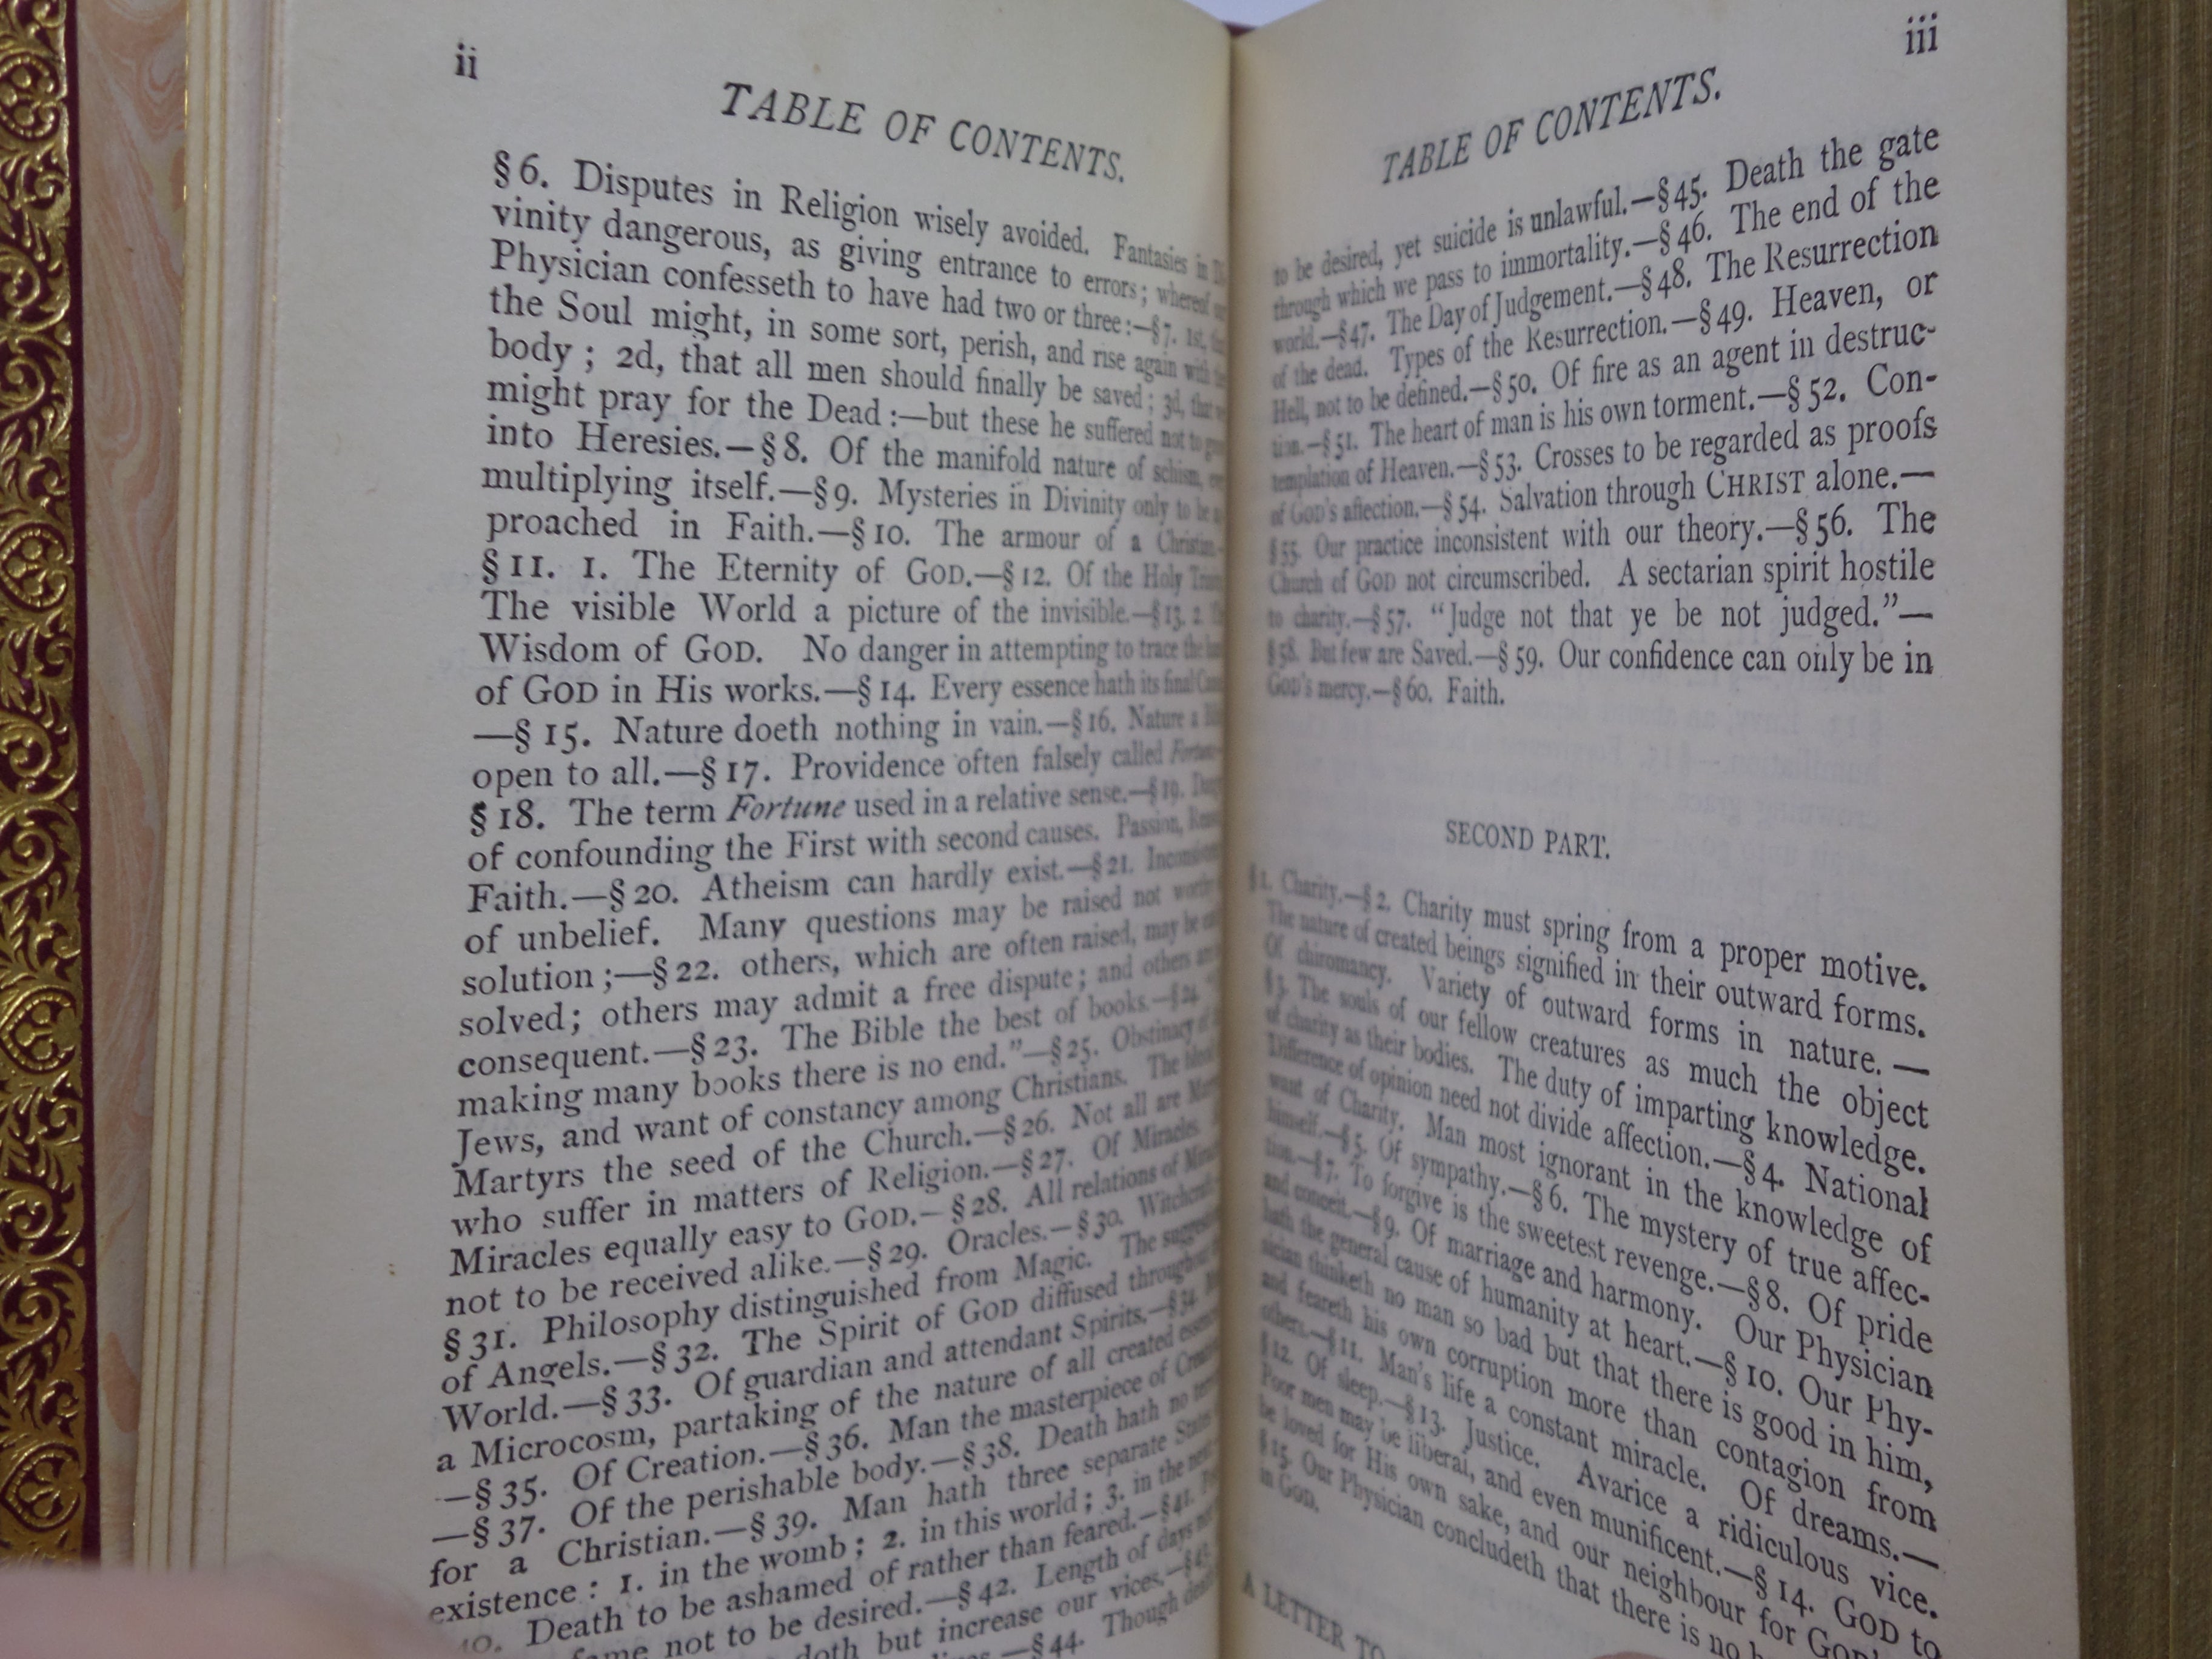 ii
TABLE OF CONTENTS.
§ 6. Disputes in Religion wisely avoided. Fantasies in
vinity dangerous, as giving entrance to errors; whereof
Physician confesseth to have had two or three:—§ 7. 1st,
the Soul might, in some sort, perish, and rise again with
body; 2d, that all men should finally be saved; 3d, that
might pray for the Dead:—but these he suffered not to
into Heresies.—§ 8. Of the manifold nature of schism,
multiplying itself.—§ 9. Mysteries in Divinity only to be
proached in Faith.—§ 10. The armour of a Christian.
§ 11. 1. The Eternity of GOD.—§ 12. Of the Holy
The visible World a picture of the invisible.—§ 13. 2.
Wisdom of GOD. No danger in attempting to trace the
of GOD in His works.—§ 14. Every essence hath its final
—§ 15. Nature doeth nothing in vain.—§ 16. Nature a
open to all.—§ 17. Providence often falsely called Fortune
§ 18. The term Fortune used in a relative sense.—§ 19.
of confounding the First with second causes. Passion,
Faith.—§ 20. Atheism can hardly exist.—§ 21.
of unbelief. Many questions may be raised not
solution;—§ 22. others, which are often raised, may be
solved; others may admit a free dispute; and others
consequent.—§ 23. The Bible the best of books.—§ 24.
making many books there is no end."—§ 25. Obstinacy
Jews, and want of constancy among Christians. The
Martyrs the seed of the Church.—§ 26. Not all are
who suffer in matters of Religion.—§ 27. Of Miracles.
Miracles equally easy to GOD.—§ 28. All relations of
not to be received alike.—§ 29. Oracles.—§ 30. Witchcraft
§ 31. Philosophy distinguished from Magic. The
of Angels.—§ 32. The Spirit of GOD diffused throughout
World.—§ 33. Of guardian and attendant Spirits.—§ 34.
a Microcosm, partaking of the nature of all created
—§ 35. Of Creation.—§ 36. Man the masterpiece of
—§ 37. Of the perishable body.—§ 38. Death hath no
for a Christian.—§ 39. Man hath three separate
existence: 1. in the womb; 2. in this world; 3. in the next
40. Death to be ashamed of rather than feared.—§ 41.
fame not to be desired.—§ 42. Length of days
doth but increase our vices.—§ 43.
—§ 44. Though
iii
TABLE OF CONTENTS.
to be desired, yet suicide is unlawful.—§ 45. Death the gate
through which we pass to immortality.—§ 46. The end of the
world.—§ 47. The Day of Judgement.—§ 48. The Resurrection
of the dead. Types of the Resurrection.—§ 49. Heaven, or
Hell, not to be defined.—§ 50. Of fire as an agent in destruc-
tion.—§ 51. The heart of man is his own torment.—§ 52. Con-
templation of Heaven.—§ 53. Crosses to be regarded as proofs
of GOD's affection.—§ 54. Salvation through CHRIST alone.—
§ 55. Our practice inconsistent with our theory.—§ 56. The
Church of GOD not circumscribed. A sectarian spirit hostile
to charity.—§ 57. "Judge not that ye be not judged."—
§ 58. But few are Saved.—§ 59. Our confidence can only be in
GOD's mercy.—§ 60. Faith.
SECOND PART.
§ 1. Charity.—§ 2. Charity must spring from a proper motive.
The nature of created beings signified in their outward forms.
Of chiromancy. Variety of outward forms in nature.—
§ 3. The souls of our fellow creatures as much the object
of charity as their bodies. The duty of imparting knowledge.
Difference of opinion need not divide affection.—§ 4. National
want of Charity. Man most ignorant in the knowledge of
himself.—§ 5. Of sympathy.—§ 6. The mystery of true affec-
tion.—§ 7. To forgive is the sweetest revenge.—§ 8. Of pride
and conceit.—§ 9. Of marriage and harmony. Our Physician
hath the general cause of humanity at heart.—§ 10. Our Phy-
sician thinketh no man so bad but that there is good in him,
and feareth his own corruption more than contagion from
others.—§ 11. Man's life a constant miracle. Of dreams.—
§ 12. Of sleep.—§ 13. Justice. Avarice a ridiculous vice.
Poor men may be liberal, and even munificent.—§ 14. GOD to
be loved for His own sake, and our neighbour for GOD's
§ 15. Our Physician concludeth that there is no
in GOD.
A LETTER TO